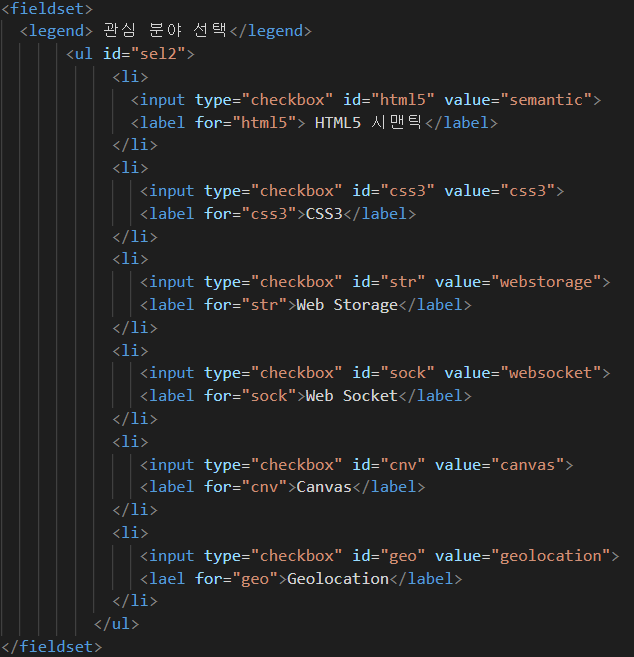 <fieldset>
<legend> 관심 분야 선택</legend>
<ul id="sel2">
<li>
<input type="checkbox" id="html5" value="semantic">
<label for="html5"> HTML5 시맨틱</label>
</li>
<li>
<input type="checkbox" id="css3" value="css3">
<label for="css3">CSS3</label>
</li>
<li>
<input type="checkbox" id="str" value="webstorage">
<label for="str">Web Storage</label>
</li>
<li>
<input type="checkbox" id="sock" value="websocket">
<label for="sock">Web Socket</label>
</li>
<li>
<input type="checkbox" id="cnv" value="canvas">
<label for="cnv">Canvas</label>
</li>
<li>
<input type="checkbox" id="geo" value="geolocation">
<lael for="geo">Geolocation</label>
</li>
</ul>
</fieldset>